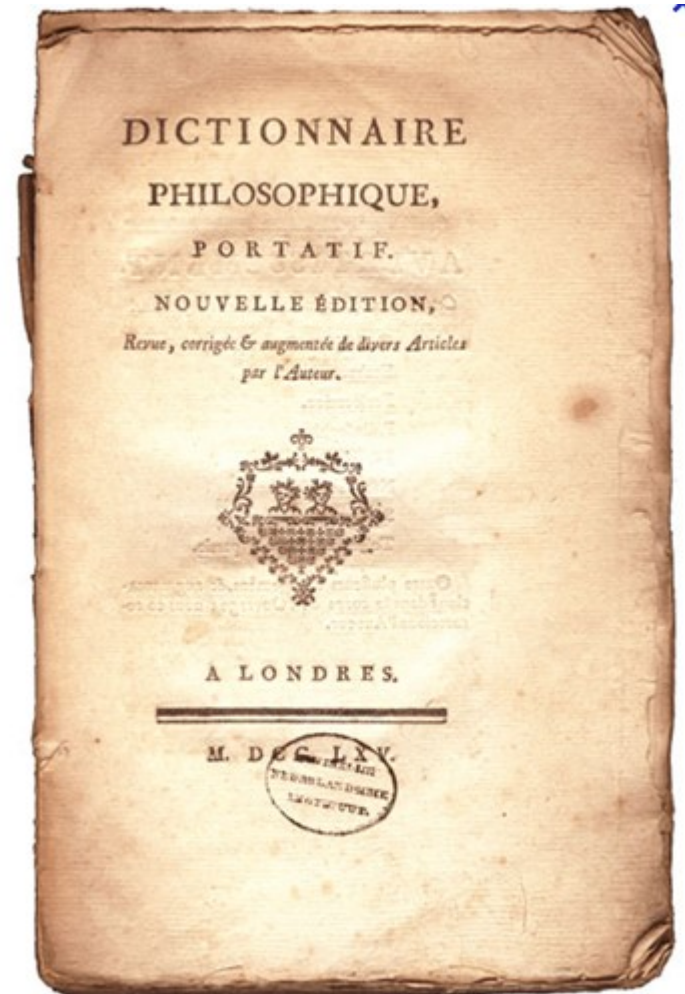 DICTIONNAIRE
PHILOSOPHIQUE,
PORTATIF.
NOUVELLE ÉDITION,
Revue, corrigée & augmentée de divers Articles
par l'Auteur.
A LONDRES.
M. DCC. LXV.